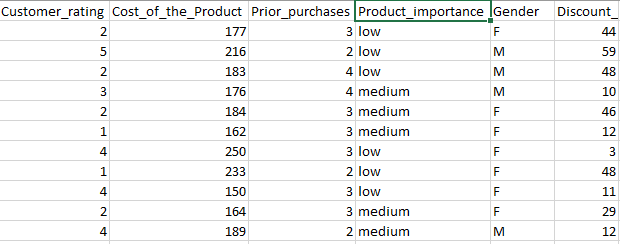 Customer_rating Cost_of_the_Product Prior_purchases Product_importance Gender Discount_
2 177 3 low F 44
5 216 2 low M 59
2 183 4 low M 48
3 176 4 medium M 10
2 184 3 medium F 46
1 162 3 medium F 12
4 250 3 low F 3
1 233 2 low F 48
4 150 3 low F 11
2 164 3 medium F 29
4 189 2 medium M 12